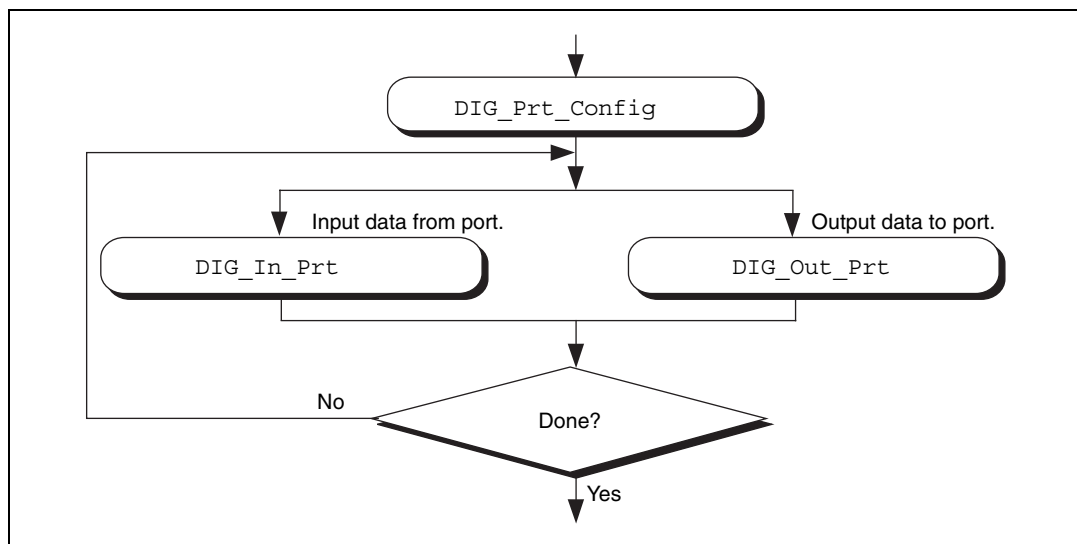 DIG_Prt_Config
Input data from port.
Output data to port.
DIG_In_Prt
DIG_Out_Prt
No
Done?
Yes